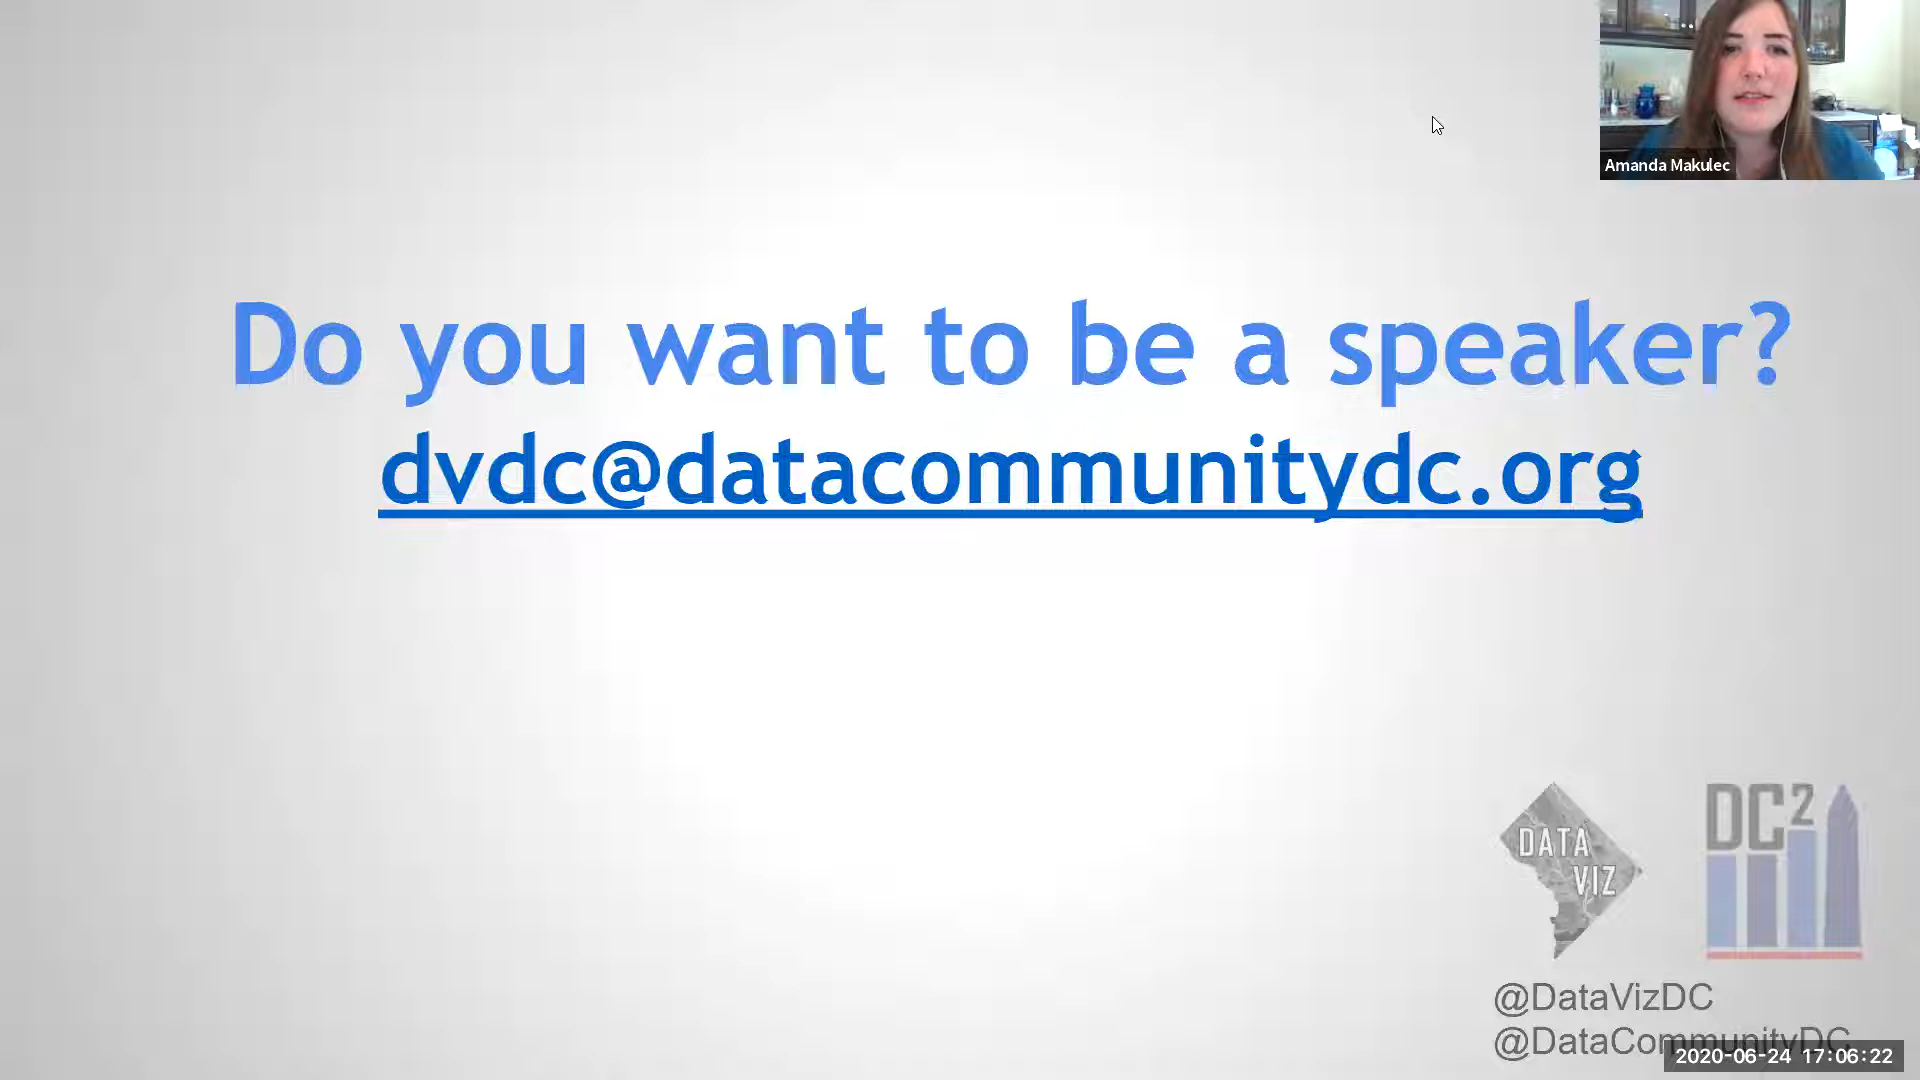 Amanda Makulec
Do you want to be a speaker?
dvdc@datacommunitydc.org
DATA
VIZ
DC²
@DataVizDC
@DataCommunityDC
2020-06-24 17:06:22